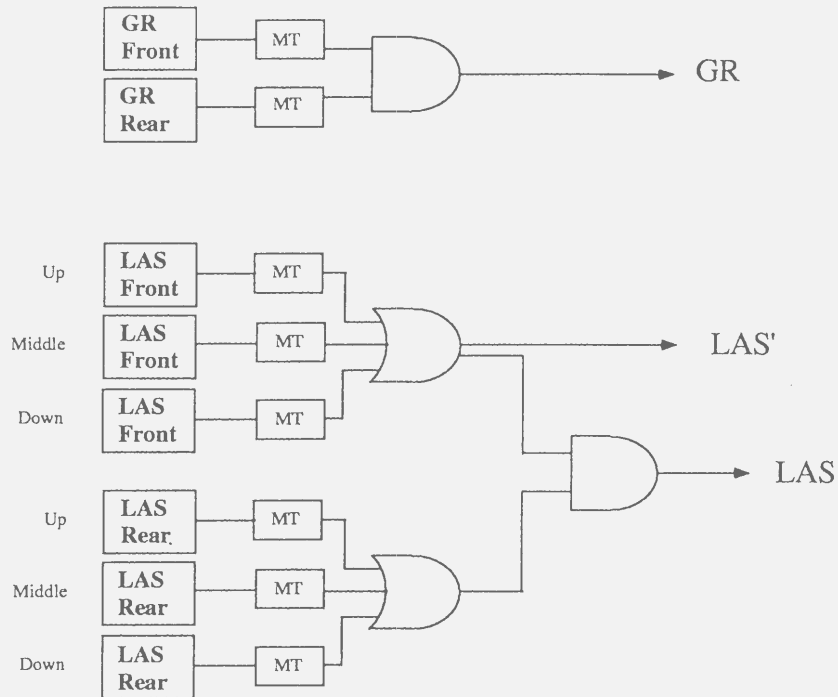 GR
Front
MT
GR
GR
Rear
MT
Up
LAS
Front
MT
Middle
LAS
Front
MT
LAS'
Down
LAS
Front
MT
LAS
Up
LAS
Rear.
MT
Middle
LAS
Rear
MT
Down
LAS
Rear
MT